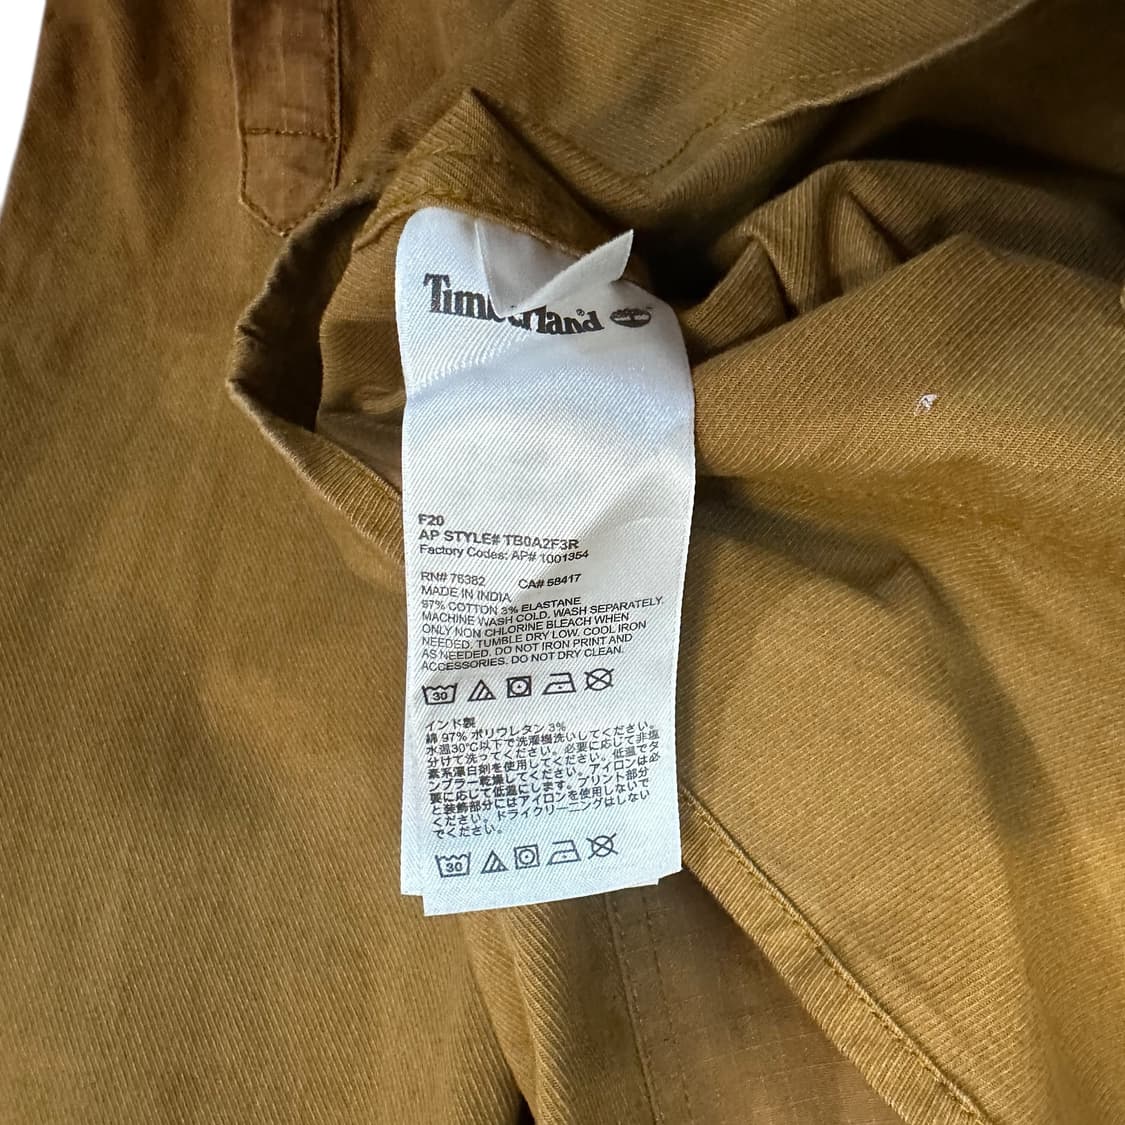 Timberland®
F20
AP STYLE# TB0A2F3R
Factory Codes: AP# 1001354
RN# 76382 CA# 58417
MADE IN INDIA
97% COTTON 3% ELASTANE
MACHINE WASH COLD. WASH SEPARATELY.
ONLY NON CHLORINE BLEACH WHEN
NEEDED. TUMBLE DRY LOW. COOL IRON
AS NEEDED. DO NOT IRON PRINT AND
ACCESSORIES. DO NOT DRY CLEAN.
30
インド製
綿 97% ポリウレタン 3%
水温30℃以下で洗濯機洗いしてください。
分けて洗ってください。必要に応じて非塩
素系漂白剤を使用してください。低温でタ
ンブラー乾燥してください。アイロンは必
要に応じて低温にします。プリント部分
と装飾部分にはアイロンを使用しないで
ください。ドライクリーニングはしない
でください。
30